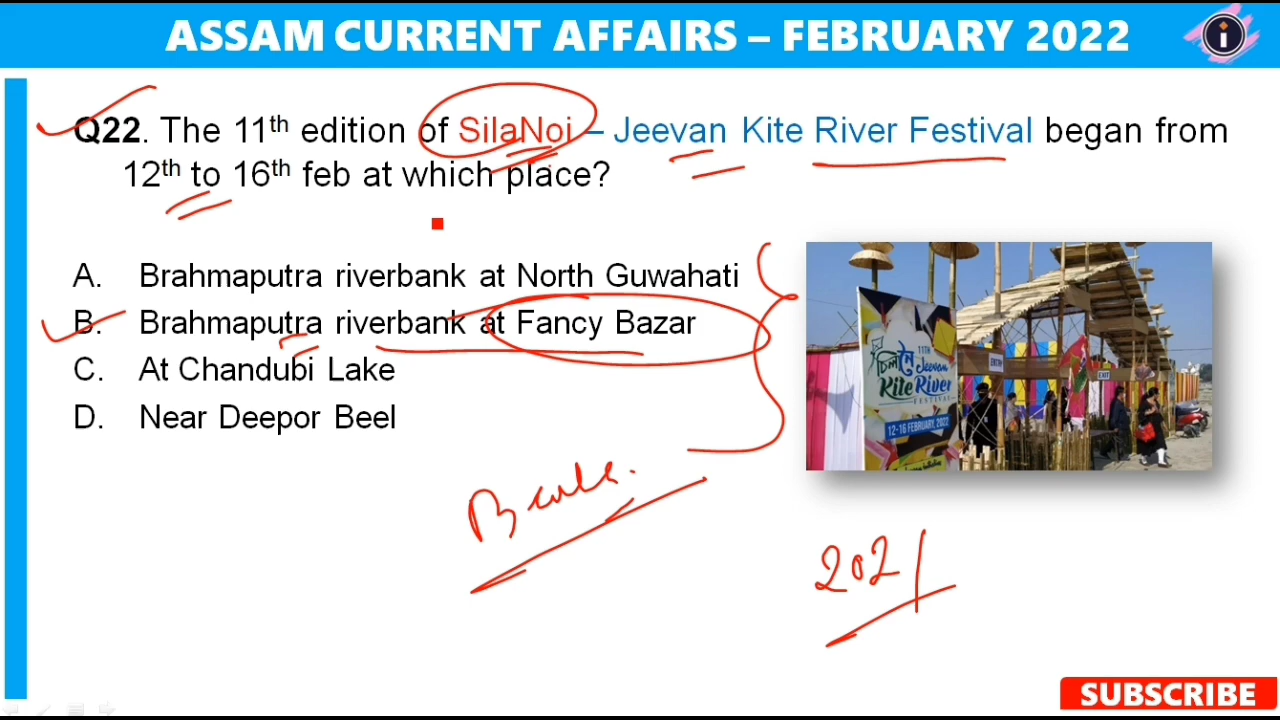 ASSAM CURRENT AFFAIRS – FEBRUARY 2022
i
Q22. The 11th edition of SilaNoi – Jeevan Kite River Festival began from
12th to 16th feb at which place?
A. Brahmaputra riverbank at North Guwahati
B. Brahmaputra riverbank at Fancy Bazar
C. At Chandubi Lake
D. Near Deepor Beel
চিলানৈ
11TH
Jeevan
Kite River
FESTIVAL
12-16 FEBRUARY, 2022
ENTRY
EXIT
2021
SUBSCRIBE